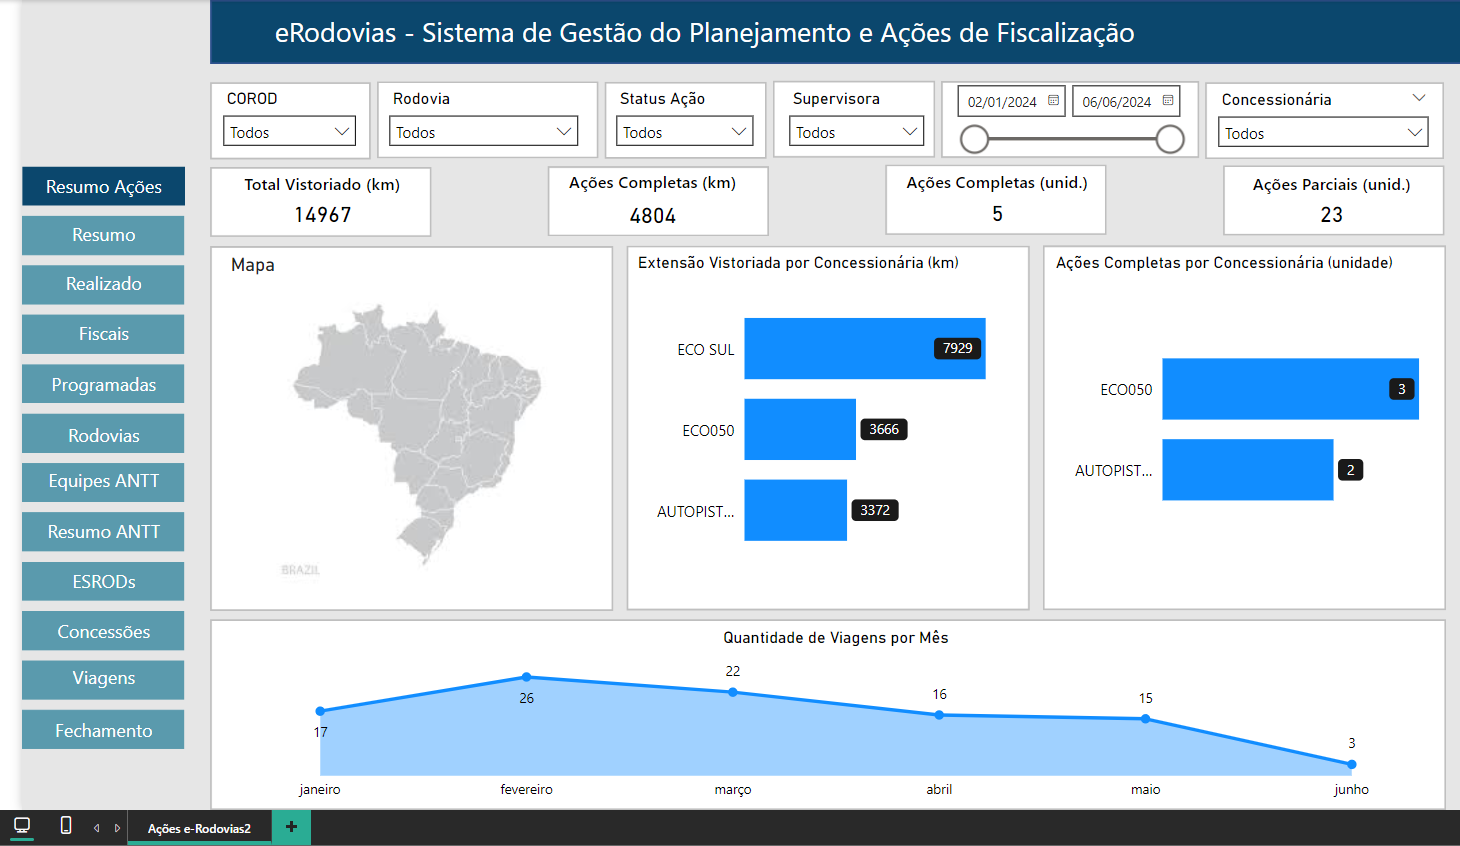 eRodovias - Sistema de Gestão do Planejamento e Ações de Fiscalização
COROD
Todos
Rodovia
Todos
Status Ação
Todos
Supervisora
Todos
02/01/2024
06/06/2024
Concessionária
Todos
Resumo Ações
Resumo
Realizado
Fiscais
Programadas
Rodovias
Equipes ANTT
Resumo ANTT
ESRODs
Concessões
Viagens
Fechamento
Total Vistoriado (km)
14967
Ações Completas (km)
4804
Ações Completas (unid.)
5
Ações Parciais (unid.)
23
Mapa
BRAZIL
Extensão Vistoriada por Concessionária (km)
ECO SUL
7929
ECO050
3666
AUTOPIST...
3372
Ações Completas por Concessionária (unidade)
ECO050
3
AUTOPIST...
2
Quantidade de Viagens por Mês
17
26
22
16
15
3
janeiro
fevereiro
março
abril
maio
junho
Ações e-Rodovias2
+